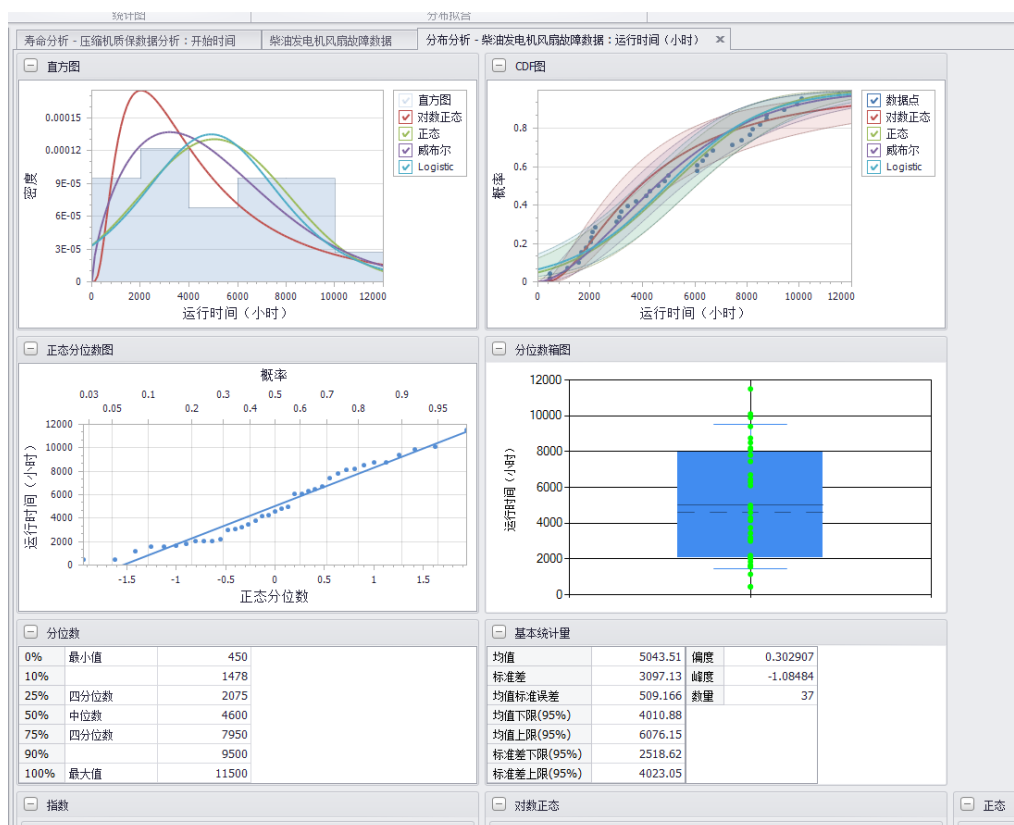 统计图 分布拟合
寿命分析 - 压缩机质保数据分析：开始时间 柴油发电机风扇故障数据 分布分析 - 柴油发电机风扇故障数据：运行时间（小时） ×
直方图
0.00015
0.00012
9E-05
6E-05
3E-05
0
密度
0 2000 4000 6000 8000 10000 12000
运行时间（小时）
直方图
对数正态
正态
威布尔
Logistic
CDF图
0.8
0.6
0.4
0.2
0
概率
0 2000 4000 6000 8000 10000 12000
运行时间（小时）
数据点
对数正态
正态
威布尔
Logistic
正态分位数图
概率
0.03 0.1 0.3 0.5 0.7 0.9
0.05 0.2 0.4 0.6 0.8 0.95
12000
10000
8000
6000
4000
2000
0
运行时间（小时）
-1.5 -1 -0.5 0 0.5 1 1.5
正态分位数
分位数箱图
12000
10000
8000
6000
4000
2000
0
运行时间（小时）
分位数
0% 最小值 450
10% 1478
25% 四分位数 2075
50% 中位数 4600
75% 四分位数 7950
90% 9500
100% 最大值 11500
基本统计量
均值 5043.51 偏度 0.302907
标准差 3097.13 峰度 -1.08484
均值标准误差 509.166 数量 37
均值下限(95%) 4010.88
均值上限(95%) 6076.15
标准差下限(95%) 2518.62
标准差上限(95%) 4023.05
指数
对数正态
正态